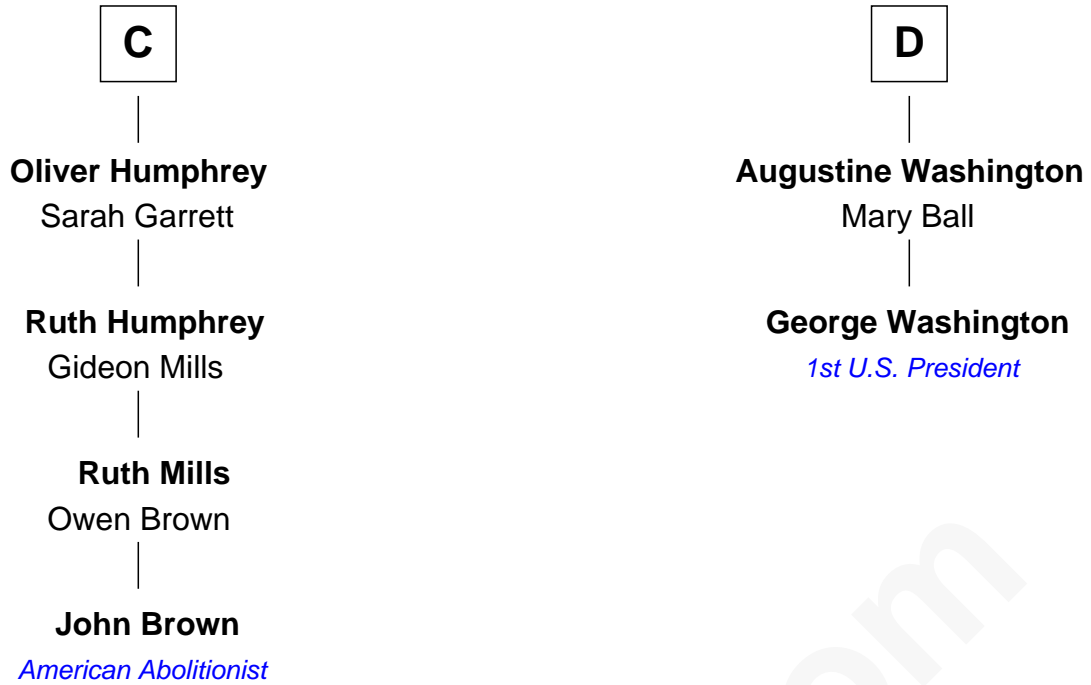 C
Oliver Humphrey
Sarah Garrett
Ruth Humphrey
Gideon Mills
Ruth Mills
Owen Brown
John Brown
American Abolitionist
D
Augustine Washington
Mary Ball
George Washington
1st U.S. President
om